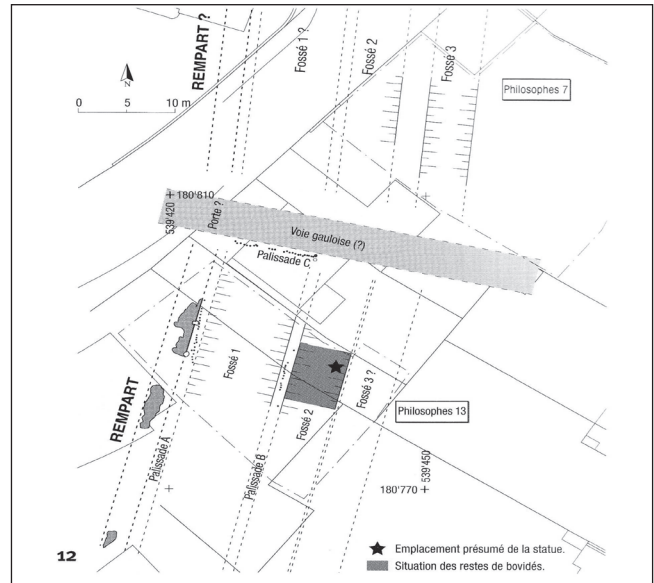 REMPART ?
Fossé 1 ?
Fossé 2
Fossé 3
Philosophes 7
0 5 10 m
180'810
539'420
Porte ?
Voie gauloise (?)
Palissade C
Fossé 1
REMPART
Palissade A
Fossé 2
Fossé 3 ?
Philosophes 13
Palissade B
539'450
180'770
12
Emplacement présumé de la statue.
Situation des restes de bovidés.